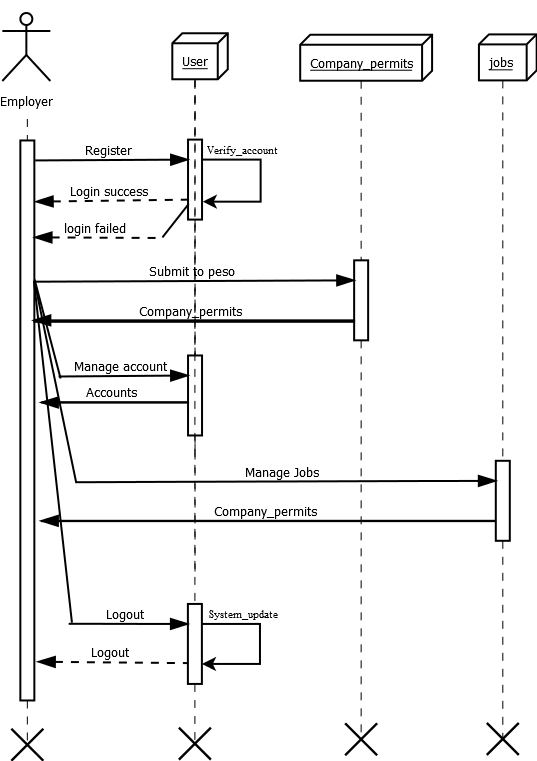 Employer
User
Company_permits
jobs
Register
Verify_account
Login success
login failed
Submit to peso
Company_permits
Manage account
Accounts
Manage Jobs
Company_permits
Logout
System_update
Logout